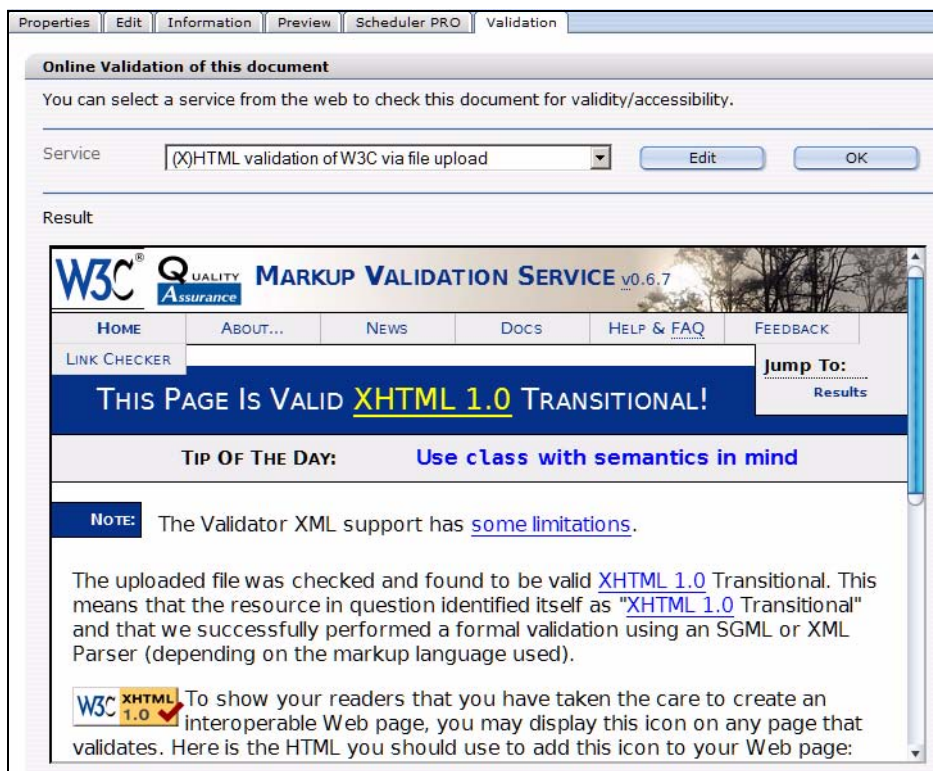 Properties Edit Information Preview Scheduler PRO Validation
Online Validation of this document
You can select a service from the web to check this document for validity/accessibility.
Service (X)HTML validation of W3C via file upload Edit OK
Result
W3C® QUALITY Assurance MARKUP VALIDATION SERVICE v0.6.7
HOME ABOUT... NEWS DOCS HELP & FAQ FEEDBACK
LINK CHECKER
Jump To:
Results
THIS PAGE IS VALID XHTML 1.0 TRANSITIONAL!
TIP OF THE DAY: Use class with semantics in mind
NOTE: The Validator XML support has some limitations.
The uploaded file was checked and found to be valid XHTML 1.0 Transitional. This
means that the resource in question identified itself as "XHTML 1.0 Transitional"
and that we successfully performed a formal validation using an SGML or XML
Parser (depending on the markup language used).
W3C XHTML 1.0 To show your readers that you have taken the care to create an
interoperable Web page, you may display this icon on any page that
validates. Here is the HTML you should use to add this icon to your Web page: